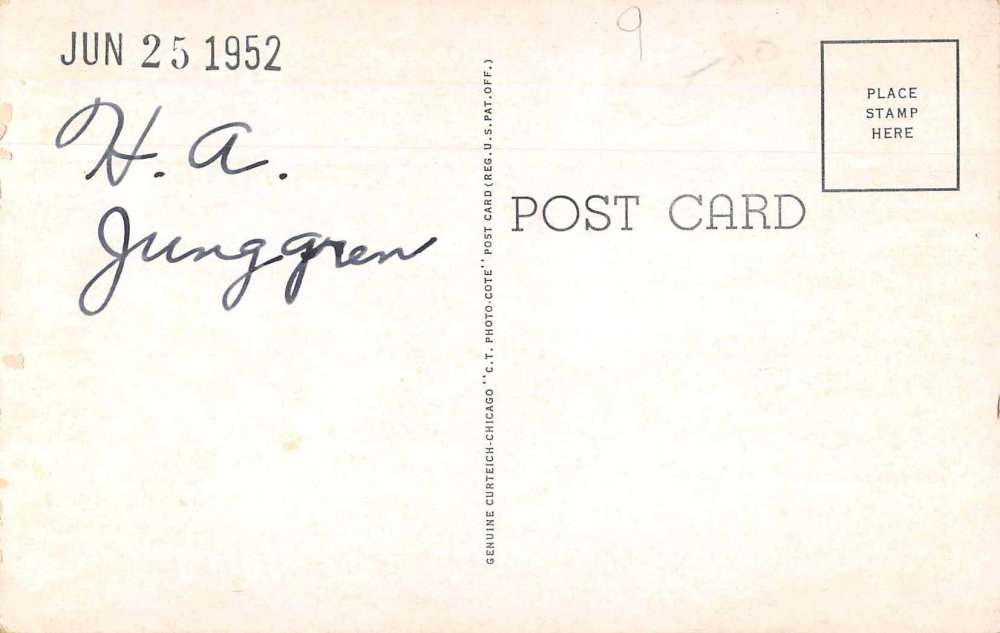 JUN 25 1952
H. A.
Junggren
9
PLACE
STAMP
HERE
POST CARD
GENUINE CURTEICH-CHICAGO "C.T. PHOTO-COTE" POST CARD (REG. U.S. PAT. OFF.)